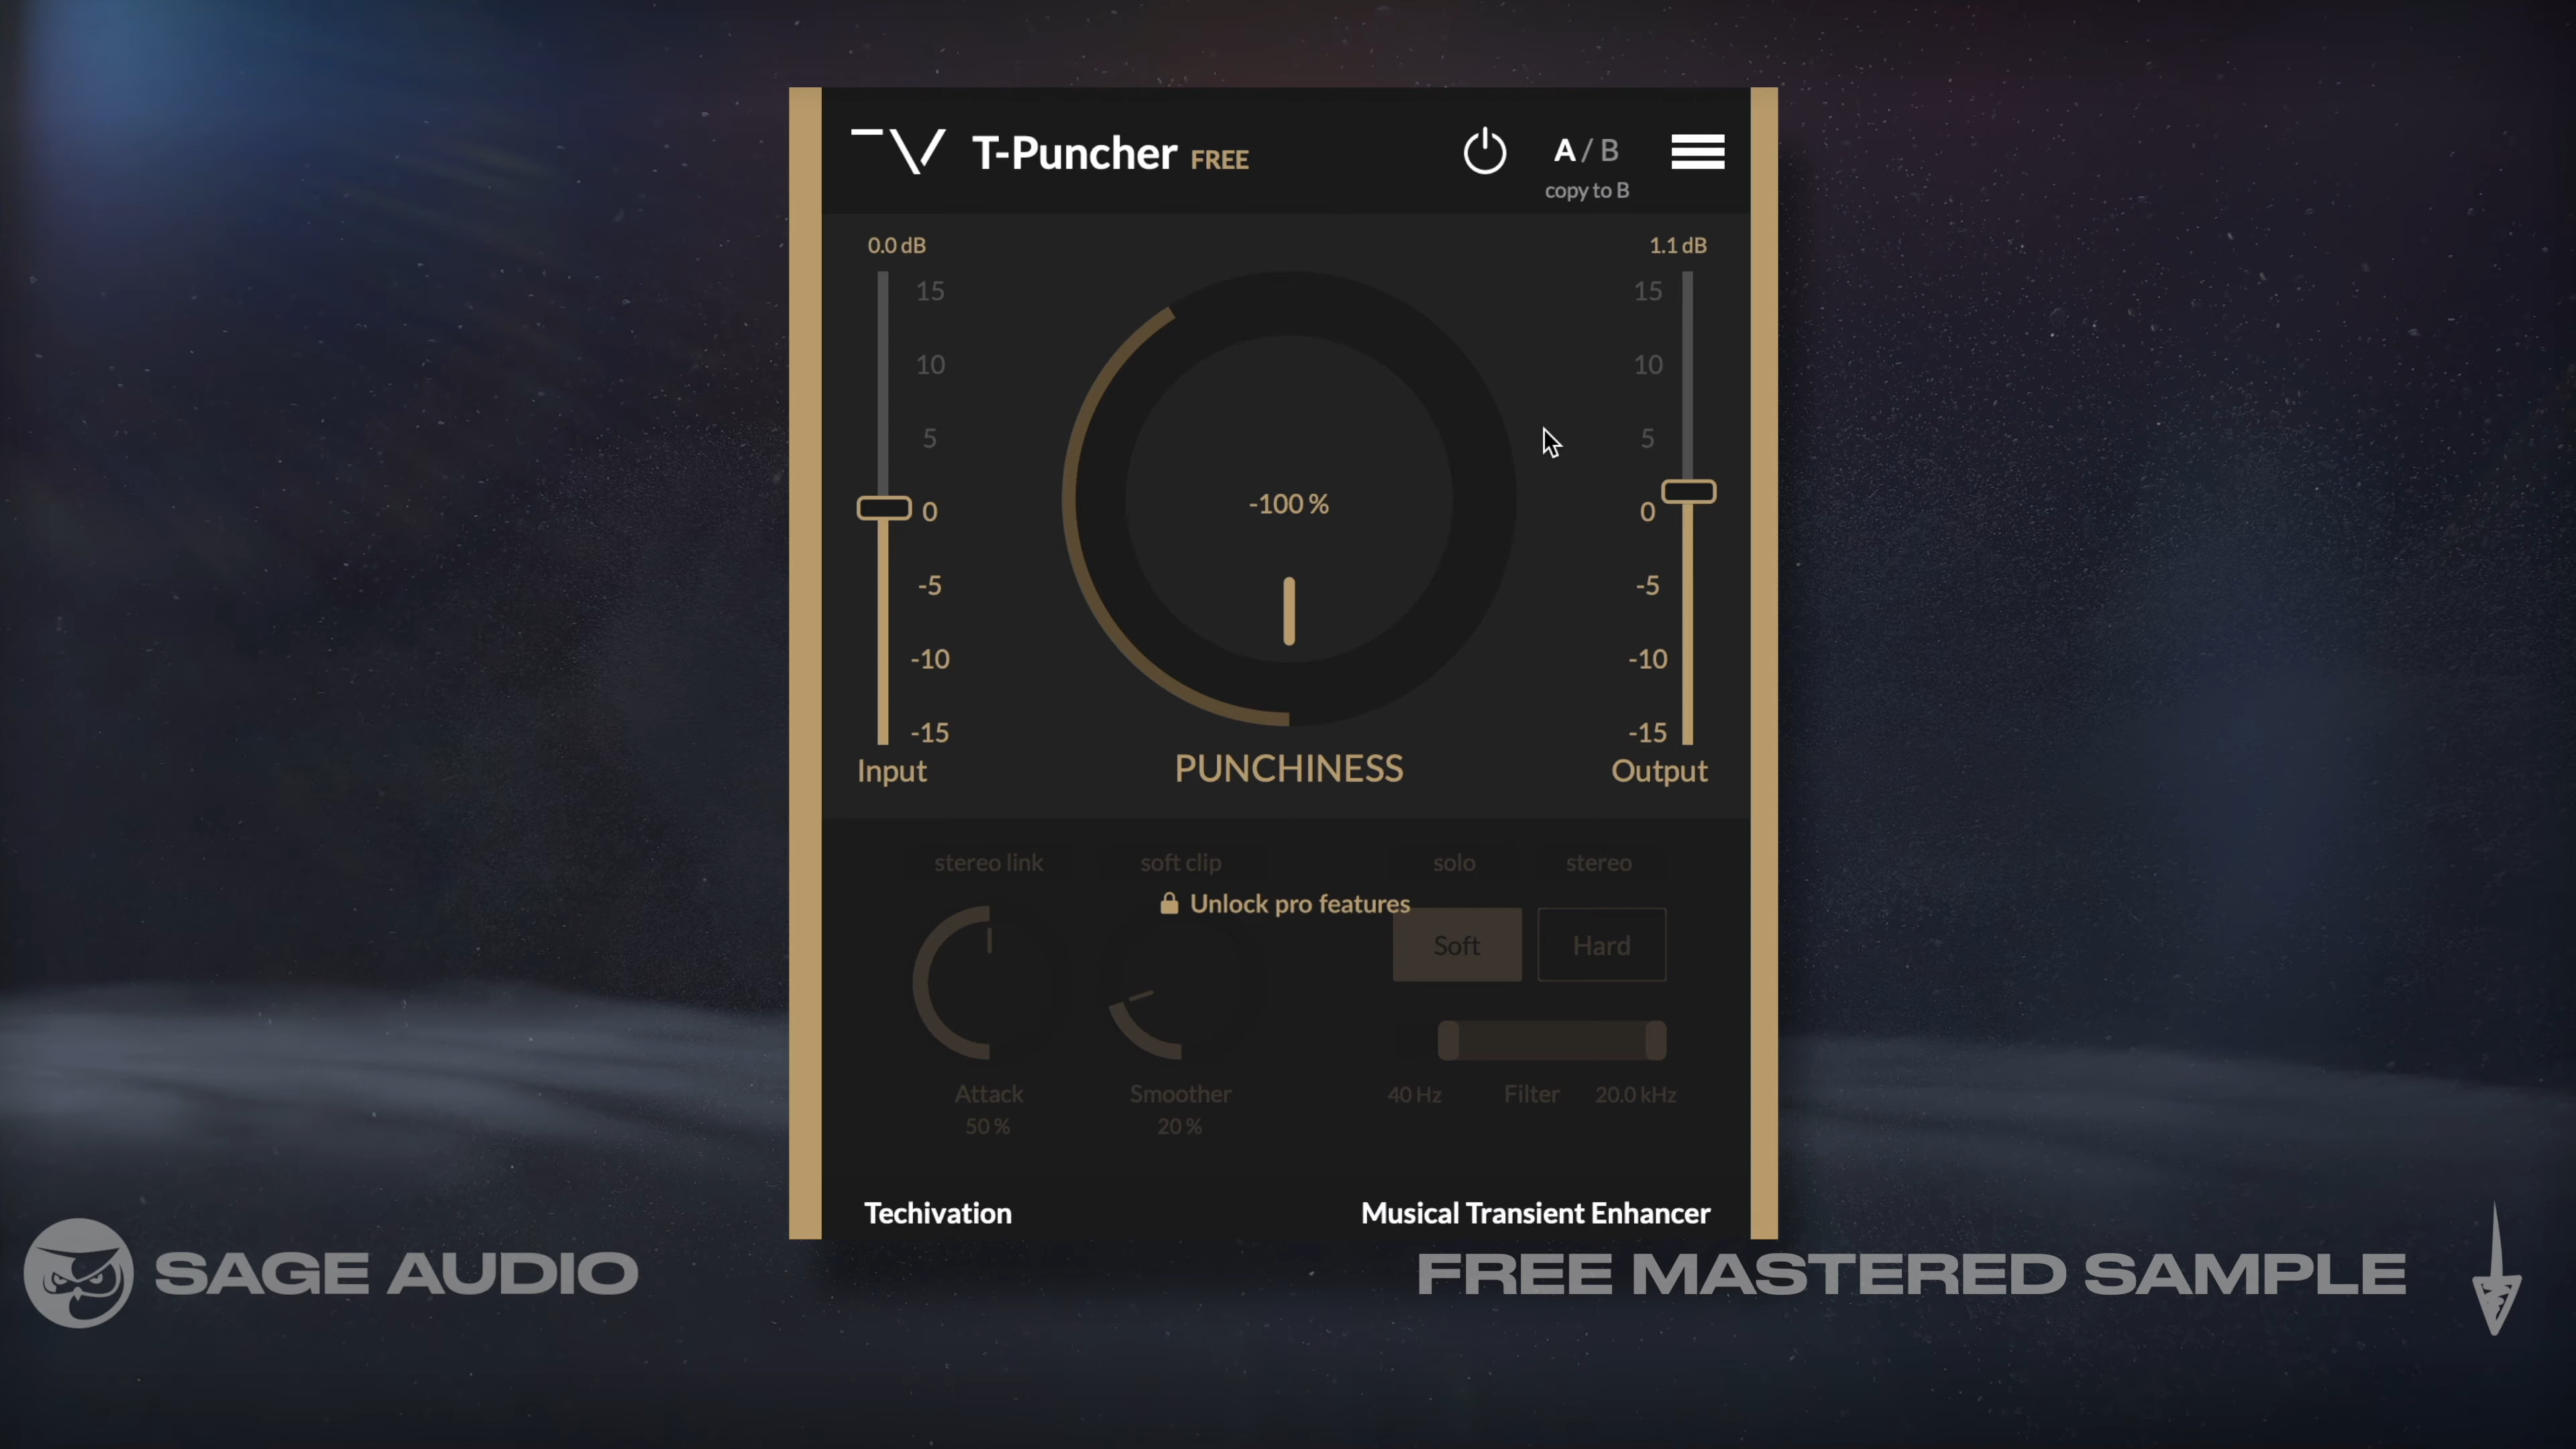 T-Puncher FREE
A / B
copy to B
0.0 dB
1.1 dB
15
10
5
0
-5
-10
-15
Input
-100 %
PUNCHINESS
15
10
5
0
-5
-10
-15
Output
stereo link
soft clip
solo
stereo
Unlock pro features
Soft
Hard
Attack
50 %
Smoother
20 %
40 Hz
Filter
20.0 kHz
Techivation
Musical Transient Enhancer
SAGE AUDIO
FREE MASTERED SAMPLE